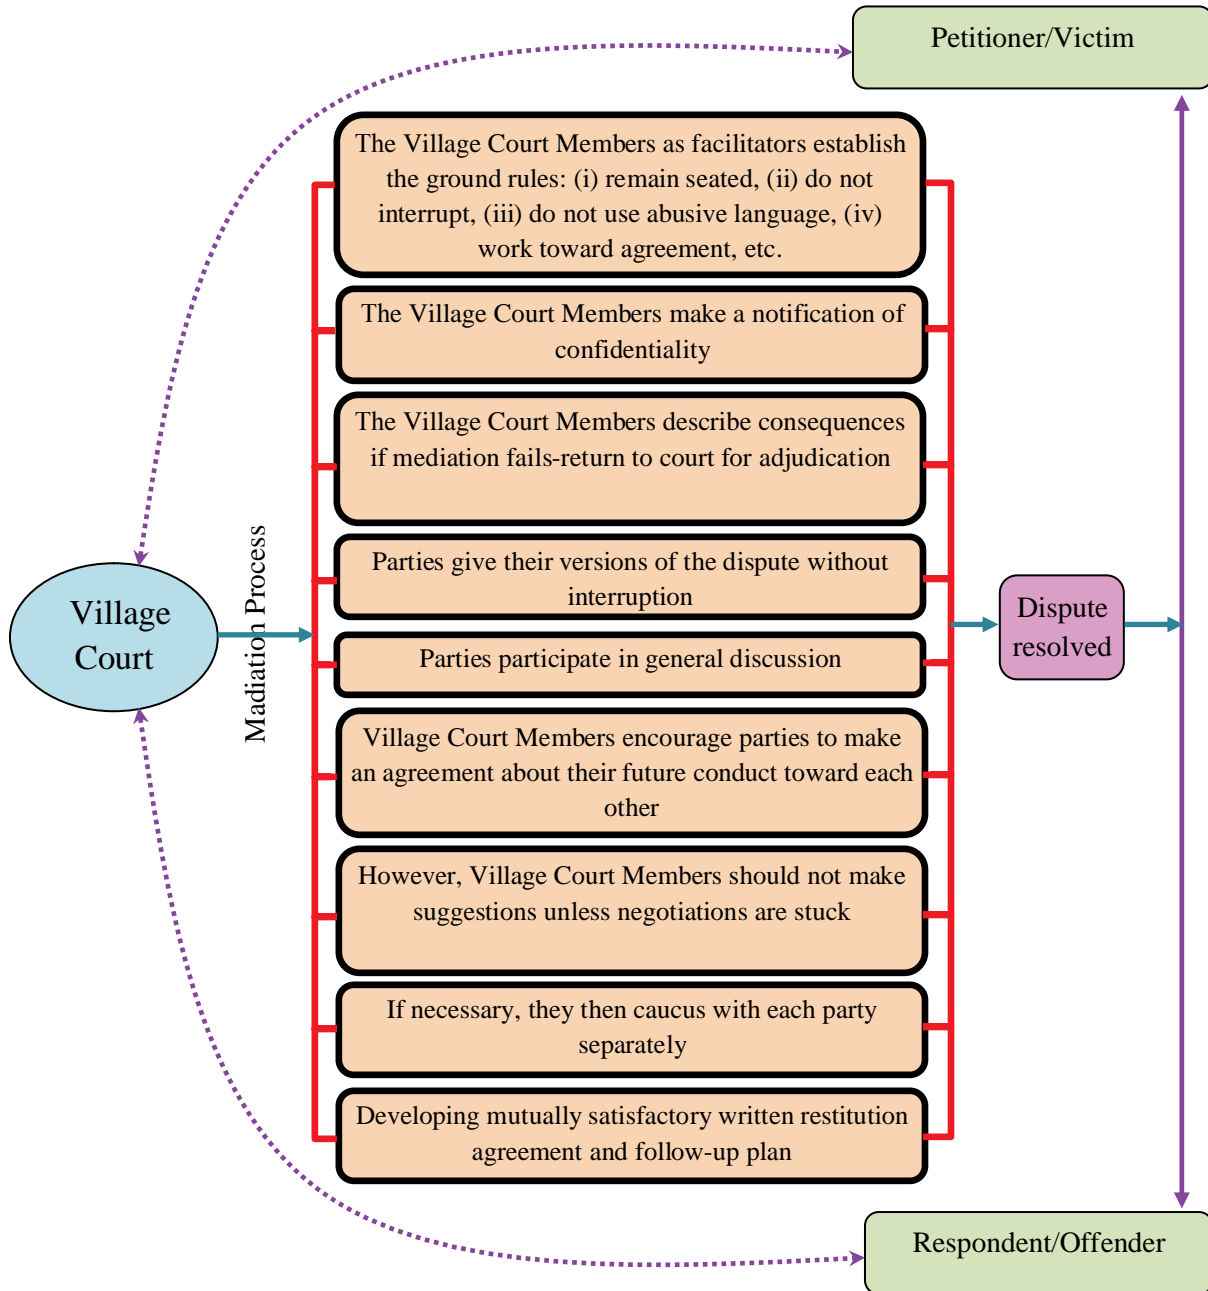 Petitioner/Victim
The Village Court Members as facilitators establish
the ground rules: (i) remain seated, (ii) do not
interrupt, (iii) do not use abusive language, (iv)
work toward agreement, etc.
The Village Court Members make a notification of
confidentiality
The Village Court Members describe consequences
if mediation fails-return to court for adjudication
Parties give their versions of the dispute without
interruption
Parties participate in general discussion
Village Court Members encourage parties to make
an agreement about their future conduct toward each
other
However, Village Court Members should not make
suggestions unless negotiations are stuck
If necessary, they then caucus with each party
separately
Developing mutually satisfactory written restitution
agreement and follow-up plan
Village
Court
Madiation Process
Dispute
resolved
Respondent/Offender